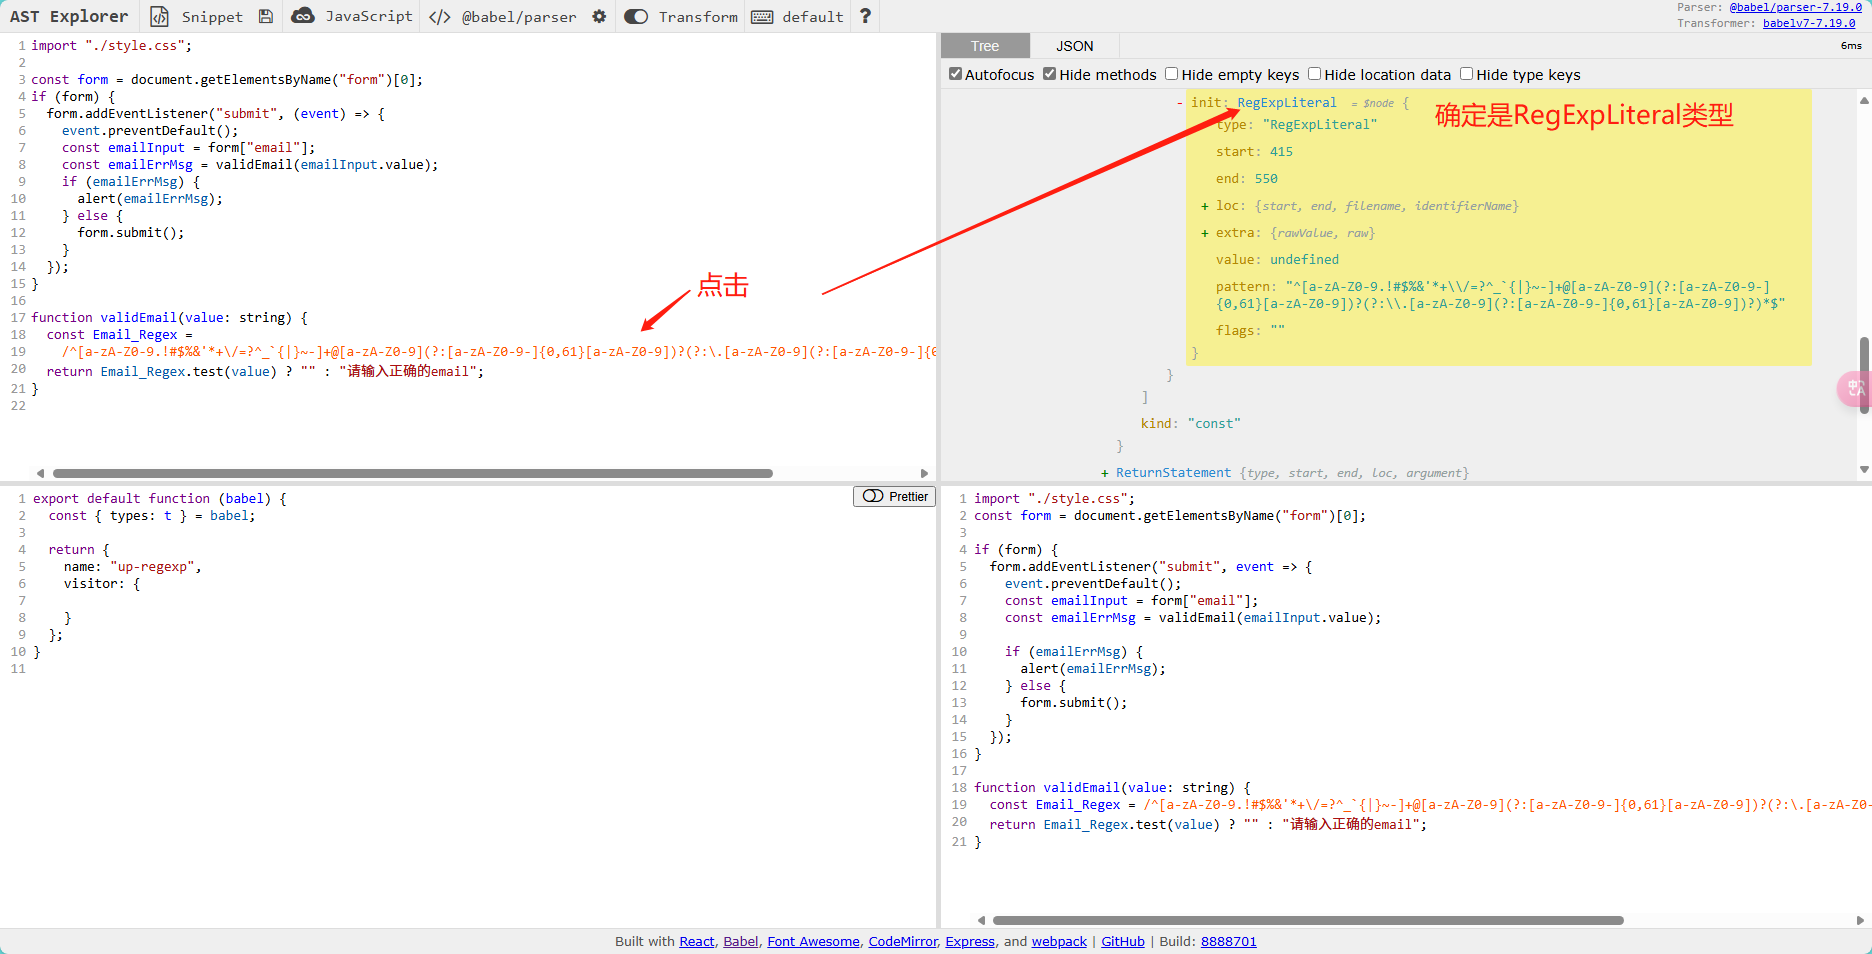 AST Explorer Snippet JavaScript </> @babel/parser Transform default ?
Parser: @babel/parser-7.19.0
Transformer: babelv7-7.19.0
1 import "./style.css";
2
3 const form = document.getElementsByName("form")[0];
4 if (form) {
5 form.addEventListener("submit", (event) => {
6 event.preventDefault();
7 const emailInput = form["email"];
8 const emailErrMsg = validEmail(emailInput.value);
9 if (emailErrMsg) {
10 alert(emailErrMsg);
11 } else {
12 form.submit();
13 }
14 });
15 }
16
17 function validEmail(value: string) {
18 const Email_Regex =
19 /^[a-zA-Z0-9.!#$%&'*+\/=?^_`{|}~-]+@[a-zA-Z0-9](?:[a-zA-Z0-9-]{0,61}[a-zA-Z0-9])?(?:\.[a-zA-Z0-9](?:[a-zA-Z0-9-]{0
20 return Email_Regex.test(value) ? "" : "请输入正确的email";
21 }
22
点击
Tree JSON 6ms
Autofocus Hide methods Hide empty keys Hide location data Hide type keys
- init: RegExpLiteral = $node {
确定是RegExpLiteral类型
type: "RegExpLiteral"
start: 415
end: 550
+ loc: {start, end, filename, identifierName}
+ extra: {rawValue, raw}
value: undefined
pattern: "^[a-zA-Z0-9.!#$%&'*+\\/=?^_`{|}~-]+@[a-zA-Z0-9](?:[a-zA-Z0-9-]
{0,61}[a-zA-Z0-9])?(?:\\.[a-zA-Z0-9](?:[a-zA-Z0-9-]{0,61}[a-zA-Z0-9])?)*$"
flags: ""
}
}
]
kind: "const"
}
+ ReturnStatement {type, start, end, loc, argument}
中A
Prettier
1 export default function (babel) {
2 const { types: t } = babel;
3
4 return {
5 name: "up-regexp",
6 visitor: {
7
8 }
9 };
10 }
11
1 import "./style.css";
2 const form = document.getElementsByName("form")[0];
3
4 if (form) {
5 form.addEventListener("submit", event => {
6 event.preventDefault();
7 const emailInput = form["email"];
8 const emailErrMsg = validEmail(emailInput.value);
9
10 if (emailErrMsg) {
11 alert(emailErrMsg);
12 } else {
13 form.submit();
14 }
15 });
16 }
17
18 function validEmail(value: string) {
19 const Email_Regex = /^[a-zA-Z0-9.!#$%&'*+\/=?^_`{|}~-]+@[a-zA-Z0-9](?:[a-zA-Z0-9-]{0,61}[a-zA-Z0-9])?(?:\.[a-zA-Z0-
20 return Email_Regex.test(value) ? "" : "请输入正确的email";
21 }
Built with React, Babel, Font Awesome, CodeMirror, Express, and webpack | GitHub | Build: 8888701